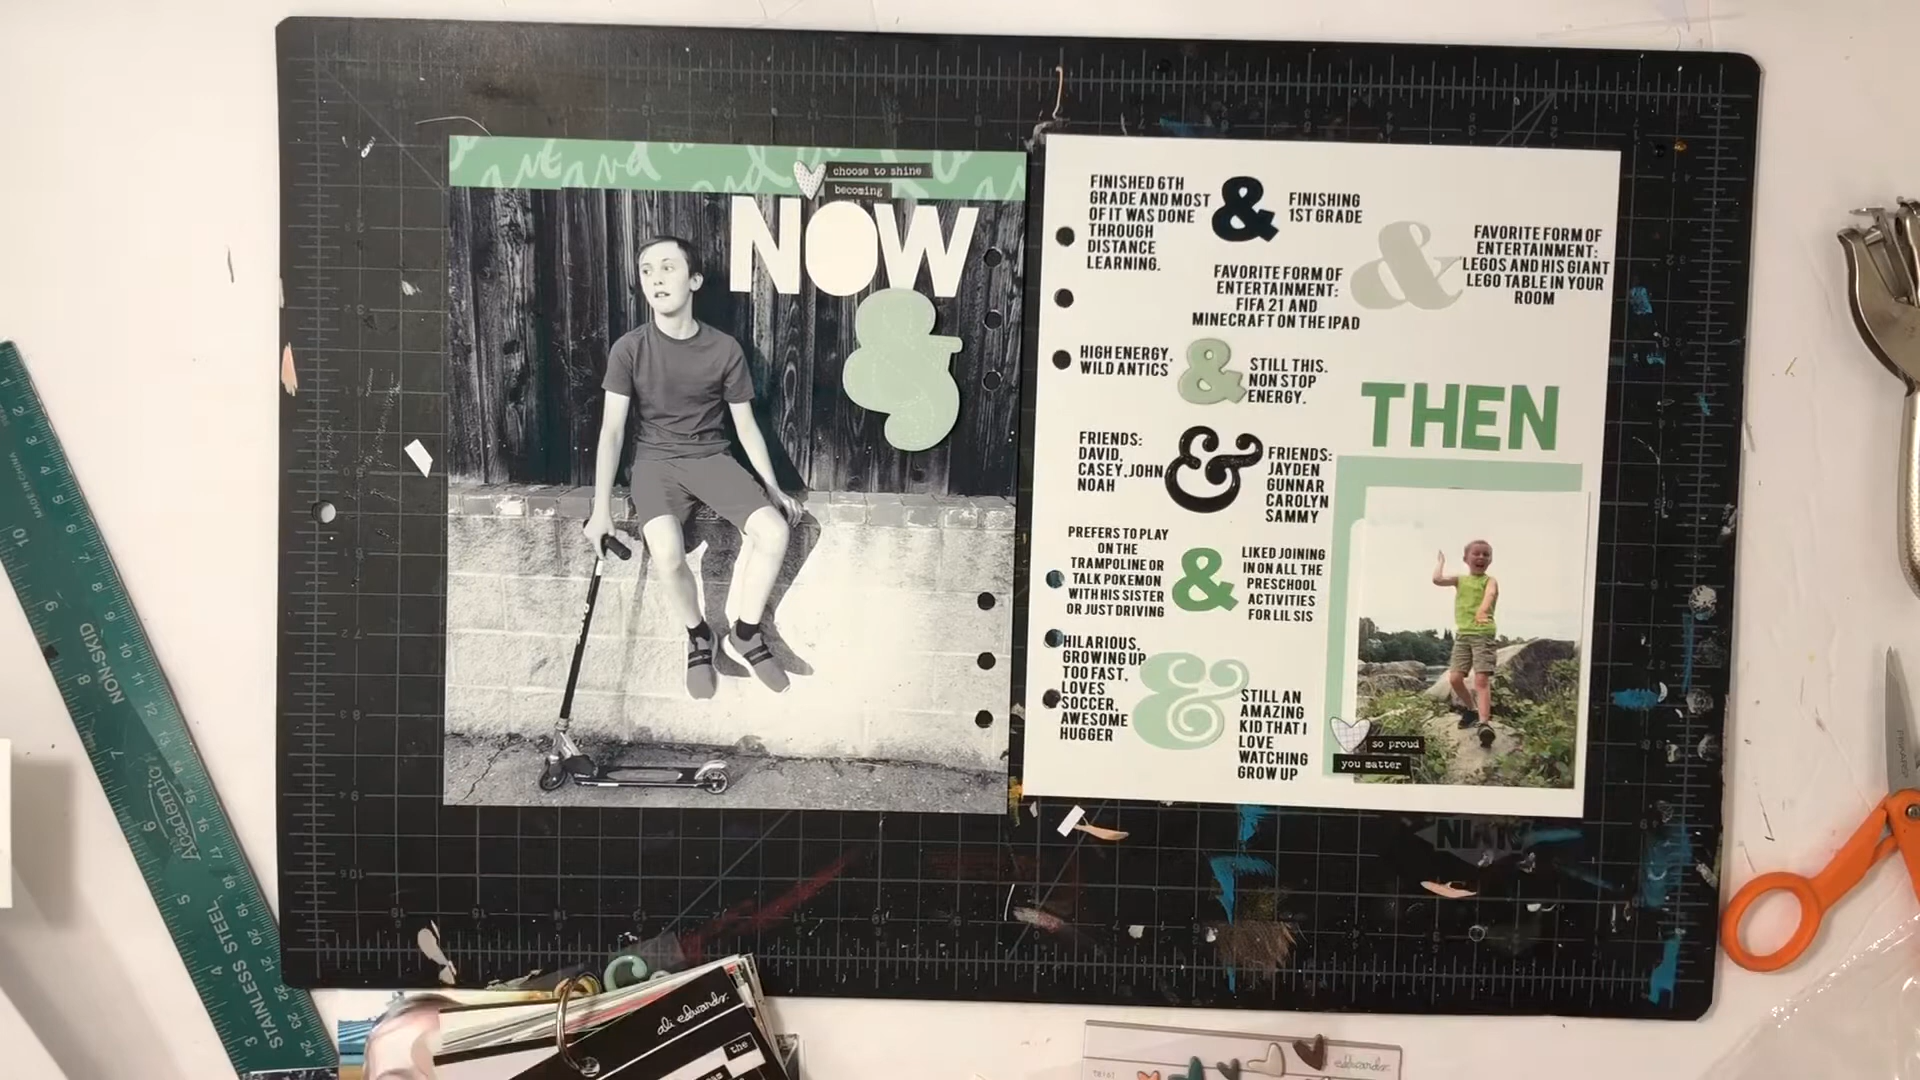 choose to shine
becoming
NOW
&
FINISHED 6TH
GRADE AND MOST
OF IT WAS DONE
THROUGH
DISTANCE
LEARNING.
&
FINISHING
1ST GRADE
FAVORITE FORM OF
ENTERTAINMENT:
FIFA 21 AND
MINECRAFT ON THE IPAD
&
FAVORITE FORM OF
ENTERTAINMENT:
LEGOS AND HIS GIANT
LEGO TABLE IN YOUR
ROOM
HIGH ENERGY,
WILD ANTICS
&
STILL THIS.
NON STOP
ENERGY.
FRIENDS:
DAVID,
CASEY, JOHN
NOAH
&
FRIENDS:
JAYDEN
GUNNAR
CAROLYN
SAMMY
PREFERS TO PLAY
ON THE
TRAMPOLINE OR
TALK POKEMON
WITH HIS SISTER
OR JUST DRIVING
&
LIKED JOINING
IN ON ALL THE
PRESCHOOL
ACTIVITIES
FOR LIL SIS
HILARIOUS,
GROWING UP
TOO FAST,
LOVES
SOCCER,
AWESOME
HUGGER
&
STILL AN
AMAZING
KID THAT I
LOVE
WATCHING
GROW UP
THEN
so proud
you matter
MADE IN CHINA
NON-SKID
Academic
STAINLESS STEEL
ali edwards
the
edwards